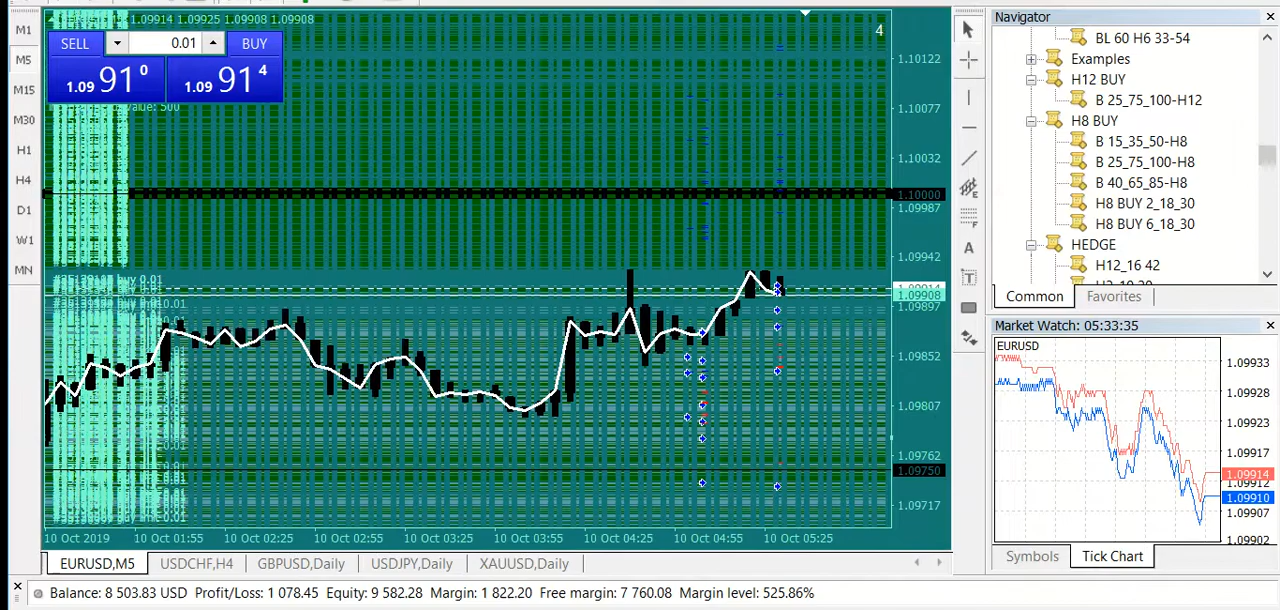 1.09914 1.09925 1.09908 1.09908
SELL 0.01 BUY
1.09 91 0 1.09 91 4
value: 500
4
M1
M5
M15
M30
H1
H4
D1
W1
MN
1.10122
1.10077
1.10032
1.10000
1.09987
1.09942
1.09914
1.09908
1.09897
1.09852
1.09807
1.09762
1.09750
1.09717
buy 0.01
10 Oct 2019 10 Oct 01:55 10 Oct 02:25 10 Oct 02:55 10 Oct 03:25 10 Oct 03:55 10 Oct 04:25 10 Oct 04:55 10 Oct 05:25
EURUSD,M5 USDCHF,H4 GBPUSD,Daily USDJPY,Daily XAUUSD,Daily
Navigator
BL 60 H6 33-54
Examples
H12 BUY
B 25_75_100-H12
H8 BUY
B 15_35_50-H8
B 25_75_100-H8
B 40_65_85-H8
H8 BUY 2_18_30
H8 BUY 6_18_30
HEDGE
H12_16 42
Common Favorites
Market Watch: 05:33:35
EURUSD
1.09933
1.09928
1.09923
1.09917
1.09914
1.09912
1.09910
1.09907
1.09902
Symbols Tick Chart
Balance: 8 503.83 USD Profit/Loss: 1 078.45 Equity: 9 582.28 Margin: 1 822.20 Free margin: 7 760.08 Margin level: 525.86%